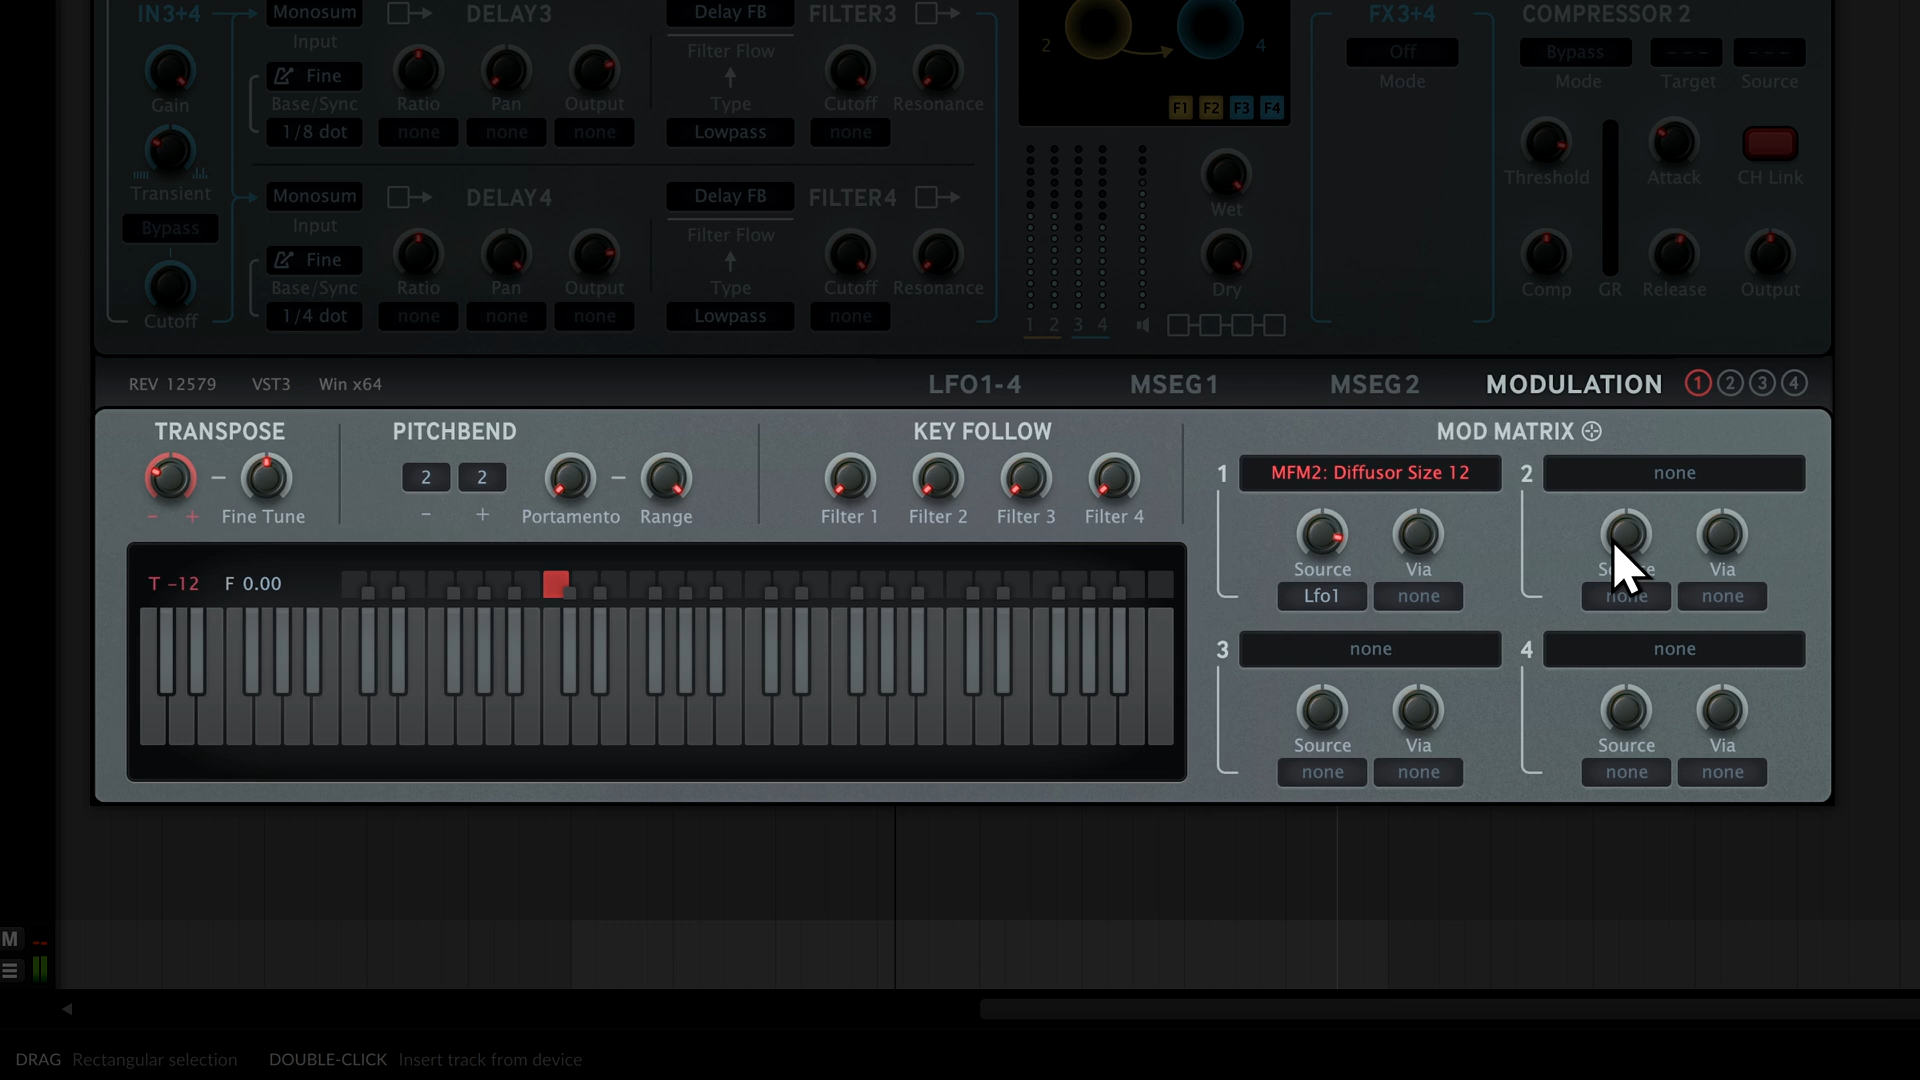 IN3+4 Monosum DELAY3 Delay FB FILTER3 FX3+4 COMPRESSOR 2
Input Filter Flow 2 4 Off Bypass --- ---
Fine Mode Mode Target Source
Gain Base/Sync Ratio Pan Output Type Cutoff Resonance F1 F2 F3 F4
1/8 dot none none none Lowpass none
Transient Threshold Attack CH Link
Monosum DELAY4 Delay FB FILTER4
Bypass Input Filter Flow Wet
Fine
Base/Sync Ratio Pan Output Type Cutoff Resonance Dry Comp GR Release Output
Cutoff 1/4 dot none none none Lowpass none 1 2 3 4
REV 12579 VST3 Win x64 LFO1-4 MSEG1 MSEG2 MODULATION 1 2 3 4
TRANSPOSE PITCHBEND KEY FOLLOW MOD MATRIX
2 2 1 MFM2: Diffusor Size 12 2 none
- + Fine Tune - + Portamento Range Filter 1 Filter 2 Filter 3 Filter 4
Source Via Via
T -12 F 0.00 Lfo1 none none none
3 none 4 none
Source Via Source Via
none none none none
M --
DRAG Rectangular selection DOUBLE-CLICK Insert track from device